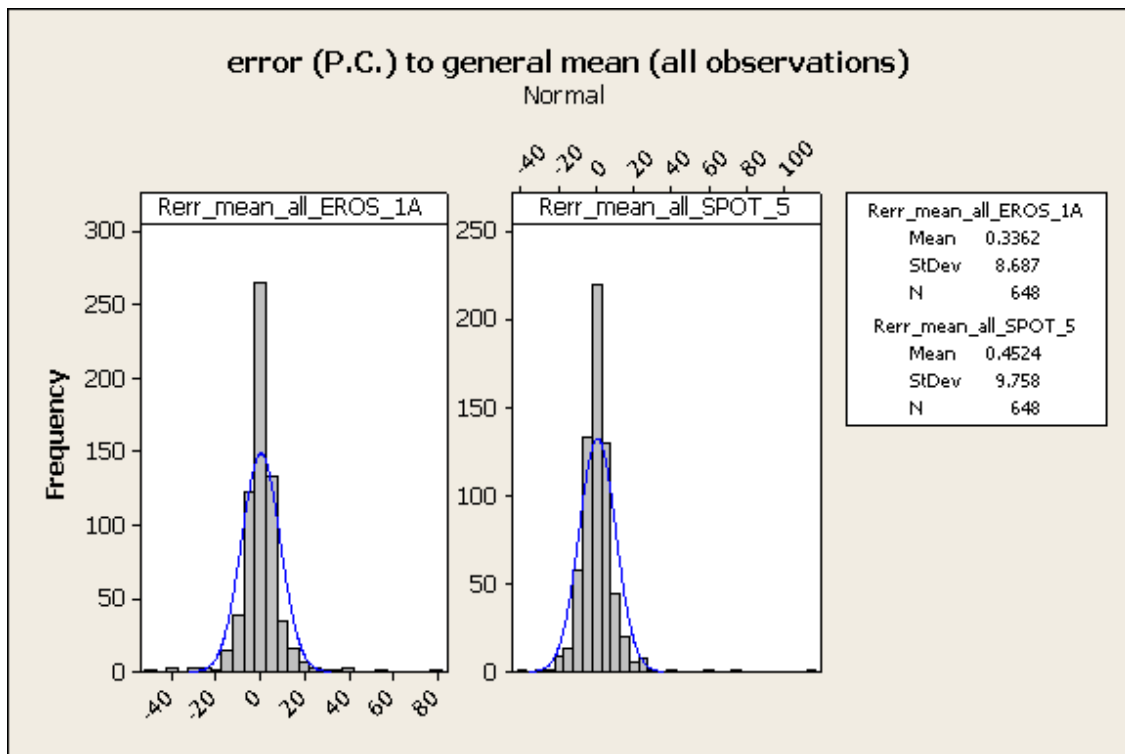 error (P.C.) to general mean (all observations)
Normal
-40 -20 0 20 40 60 80 100
Rerr_mean_all_EROS_1A
Rerr_mean_all_SPOT_5
Frequency
300
250
200
150
100
50
0
-40 -20 0 20 40 60 80
250
200
150
100
50
0
Rerr_mean_all_EROS_1A
Mean 0.3362
StDev 8.687
N 648
Rerr_mean_all_SPOT_5
Mean 0.4524
StDev 9.758
N 648